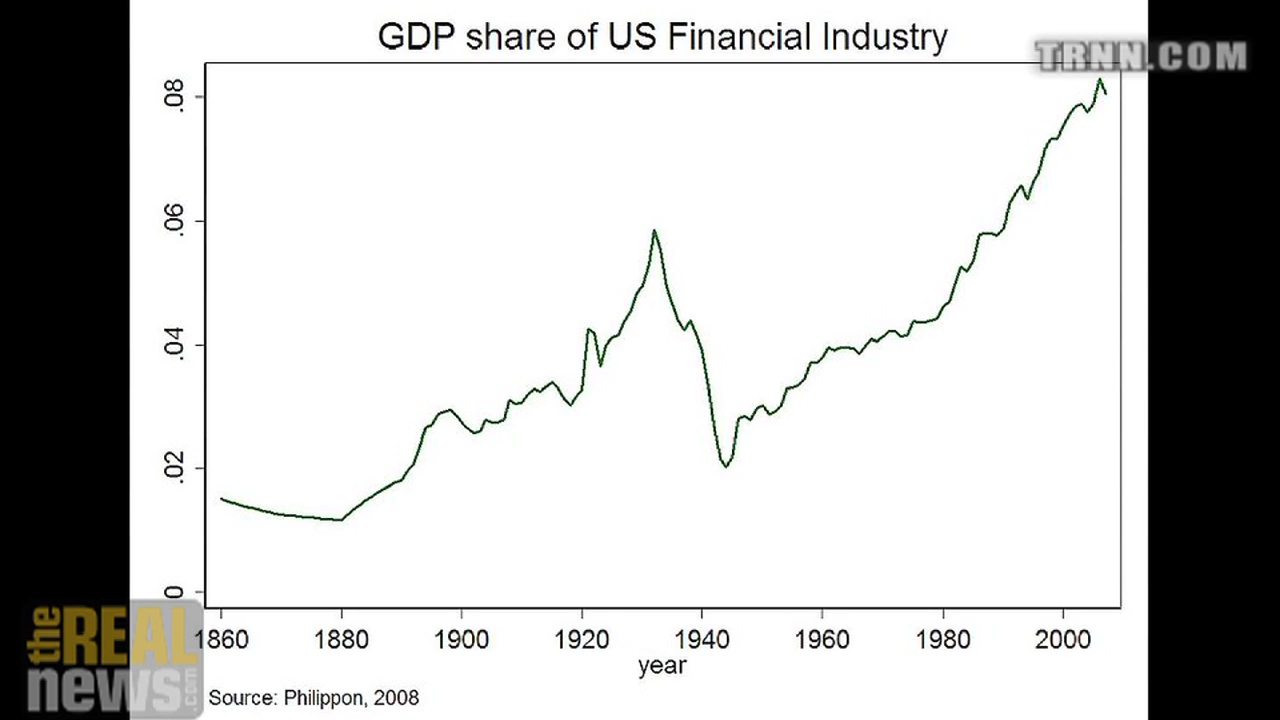 GDP share of US Financial Industry
TRNN.COM
.08
.06
.04
.02
0
1860 1880 1900 1920 1940 1960 1980 2000
year
Source: Philippon, 2008
the REAL
news.com